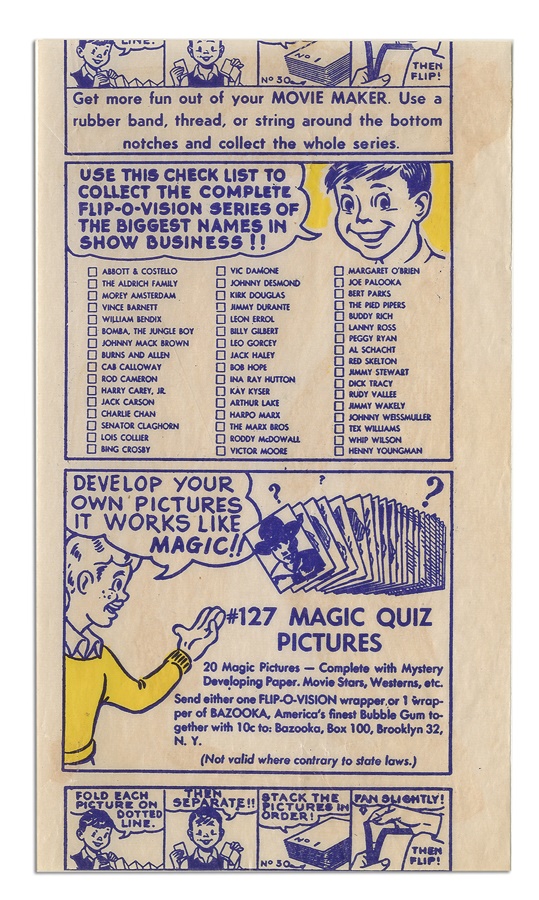 LINE.
Nº 50
THEN
FLIP!
Get more fun out of your MOVIE MAKER. Use a
rubber band, thread, or string around the bottom
notches and collect the whole series.
USE THIS CHECK LIST TO
COLLECT THE COMPLETE
FLIP-O-VISION SERIES OF
THE BIGGEST NAMES IN
SHOW BUSINESS !!
ABBOTT & COSTELLO
THE ALDRICH FAMILY
MOREY AMSTERDAM
VINCE BARNETT
WILLIAM BENDIX
BOMBA, THE JUNGLE BOY
JOHNNY MACK BROWN
BURNS AND ALLEN
CAB CALLOWAY
ROD CAMERON
HARRY CAREY, JR.
JACK CARSON
CHARLIE CHAN
SENATOR CLAGHORN
LOIS COLLIER
BING CROSBY
VIC DAMONE
JOHNNY DESMOND
KIRK DOUGLAS
JIMMY DURANTE
LEON ERROL
BILLY GILBERT
LEO GORCEY
JACK HALEY
BOB HOPE
INA RAY HUTTON
KAY KYSER
ARTHUR LAKE
HARPO MARX
THE MARX BROS
RODDY McDOWALL
VICTOR MOORE
MARGARET O'BRIEN
JOE PALOOKA
BERT PARKS
THE PIED PIPERS
BUDDY RICH
LANNY ROSS
PEGGY RYAN
AL SCHACHT
RED SKELTON
JIMMY STEWART
DICK TRACY
RUDY VALLEE
JIMMY WAKELY
JOHNNY WEISSMULLER
TEX WILLIAMS
WHIP WILSON
HENNY YOUNGMAN
DEVELOP YOUR
OWN PICTURES
IT WORKS LIKE
MAGIC!!
? ? ?
#127 MAGIC QUIZ
PICTURES
20 Magic Pictures — Complete with Mystery
Developing Paper. Movie Stars, Westerns, etc.
Send either one FLIP-O-VISION wrapper or 1 wrap-
per of BAZOOKA, America's finest Bubble Gum to-
gether with 10c to: Bazooka, Box 100, Brooklyn 32,
N. Y.
(Not valid where contrary to state laws.)
FOLD EACH
PICTURE ON
DOTTED
LINE.
THEN
SEPARATE!!
STACK THE
PICTURES IN
ORDER!
Nº 50
FAN SLIGHTLY!
THEN
FLIP!